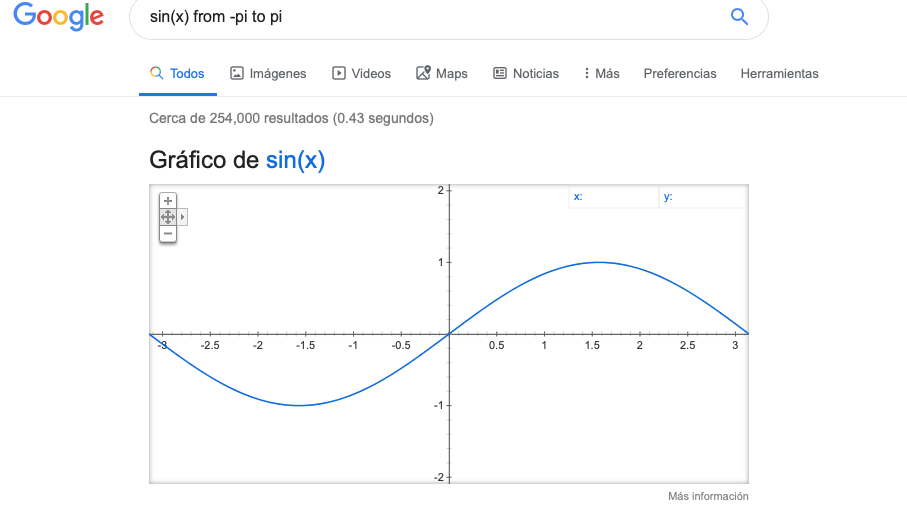 Google
sin(x) from -pi to pi
Todos Imágenes Videos Maps Noticias Más Preferencias Herramientas
Cerca de 254,000 resultados (0.43 segundos)
Gráfico de sin(x)
2 x: y:
1
-3 -2.5 -2 -1.5 -1 -0.5 0.5 1 1.5 2 2.5 3
-1
-2
Más información